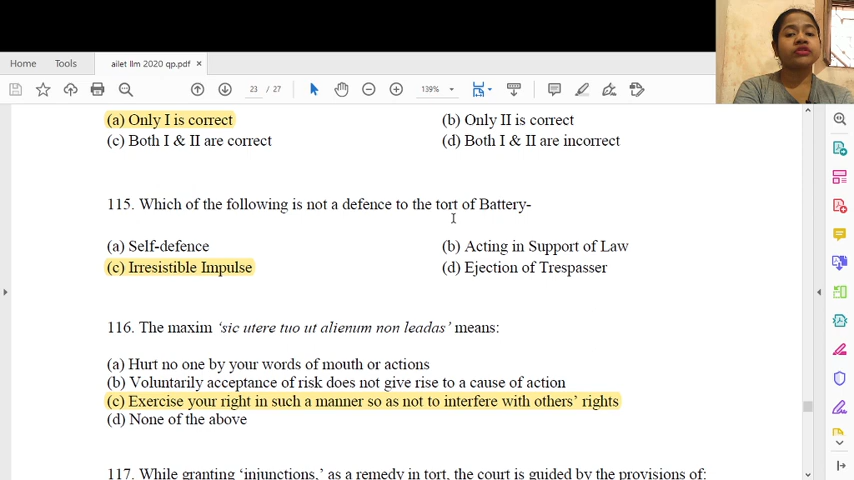 Home Tools ailet llm 2020 qp.pdf ×
23 / 27 139%
(a) Only I is correct (b) Only II is correct
(c) Both I & II are correct (d) Both I & II are incorrect
115. Which of the following is not a defence to the tort of Battery-
(a) Self-defence (b) Acting in Support of Law
(c) Irresistible Impulse (d) Ejection of Trespasser
116. The maxim ‘sic utere tuo ut alienum non leadas’ means:
(a) Hurt no one by your words of mouth or actions
(b) Voluntarily acceptance of risk does not give rise to a cause of action
(c) Exercise your right in such a manner so as not to interfere with others’ rights
(d) None of the above
117. While granting ‘injunctions,’ as a remedy in tort, the court is guided by the provisions of: